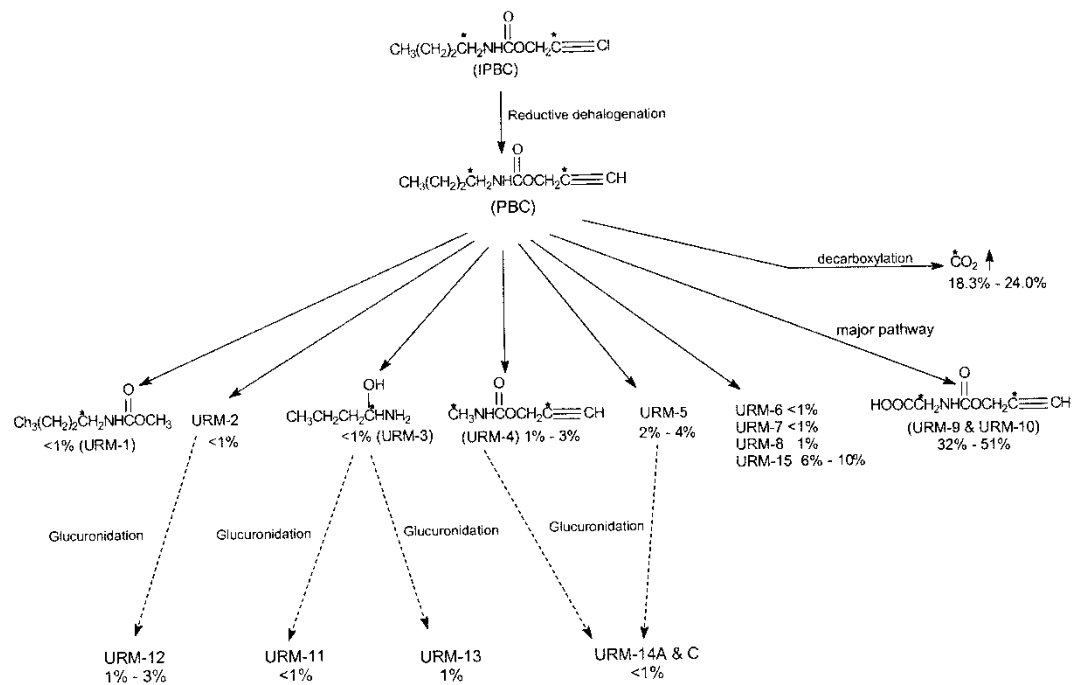 O
* *
CH₃(CH₂)₂CH₂NHCOCH₂C≡Cl
(IPBC)
Reductive dehalogenation
O
* *
CH₃(CH₂)₂CH₂NHCOCH₂C≡CH
(PBC)
decarboxylation
*
CO₂
18.3% - 24.0%
major pathway
O
*
Ch₃(CH₂)₂CH₂NHCOCH₃
<1% (URM-1)
URM-2
<1%
OH
*
CH₃CH₂CH₂CHNH₂
<1% (URM-3)
O
* *
CH₃NHCOCH₂C≡CH
(URM-4) 1% - 3%
URM-5
2% - 4%
URM-6 <1%
URM-7 <1%
URM-8 1%
URM-15 6% - 10%
O
* *
HOOCCH₂NHCOCH₂C≡CH
(URM-9 & URM-10)
32% - 51%
Glucuronidation
Glucuronidation
Glucuronidation
Glucuronidation
URM-12
1% - 3%
URM-11
<1%
URM-13
1%
URM-14A & C
<1%